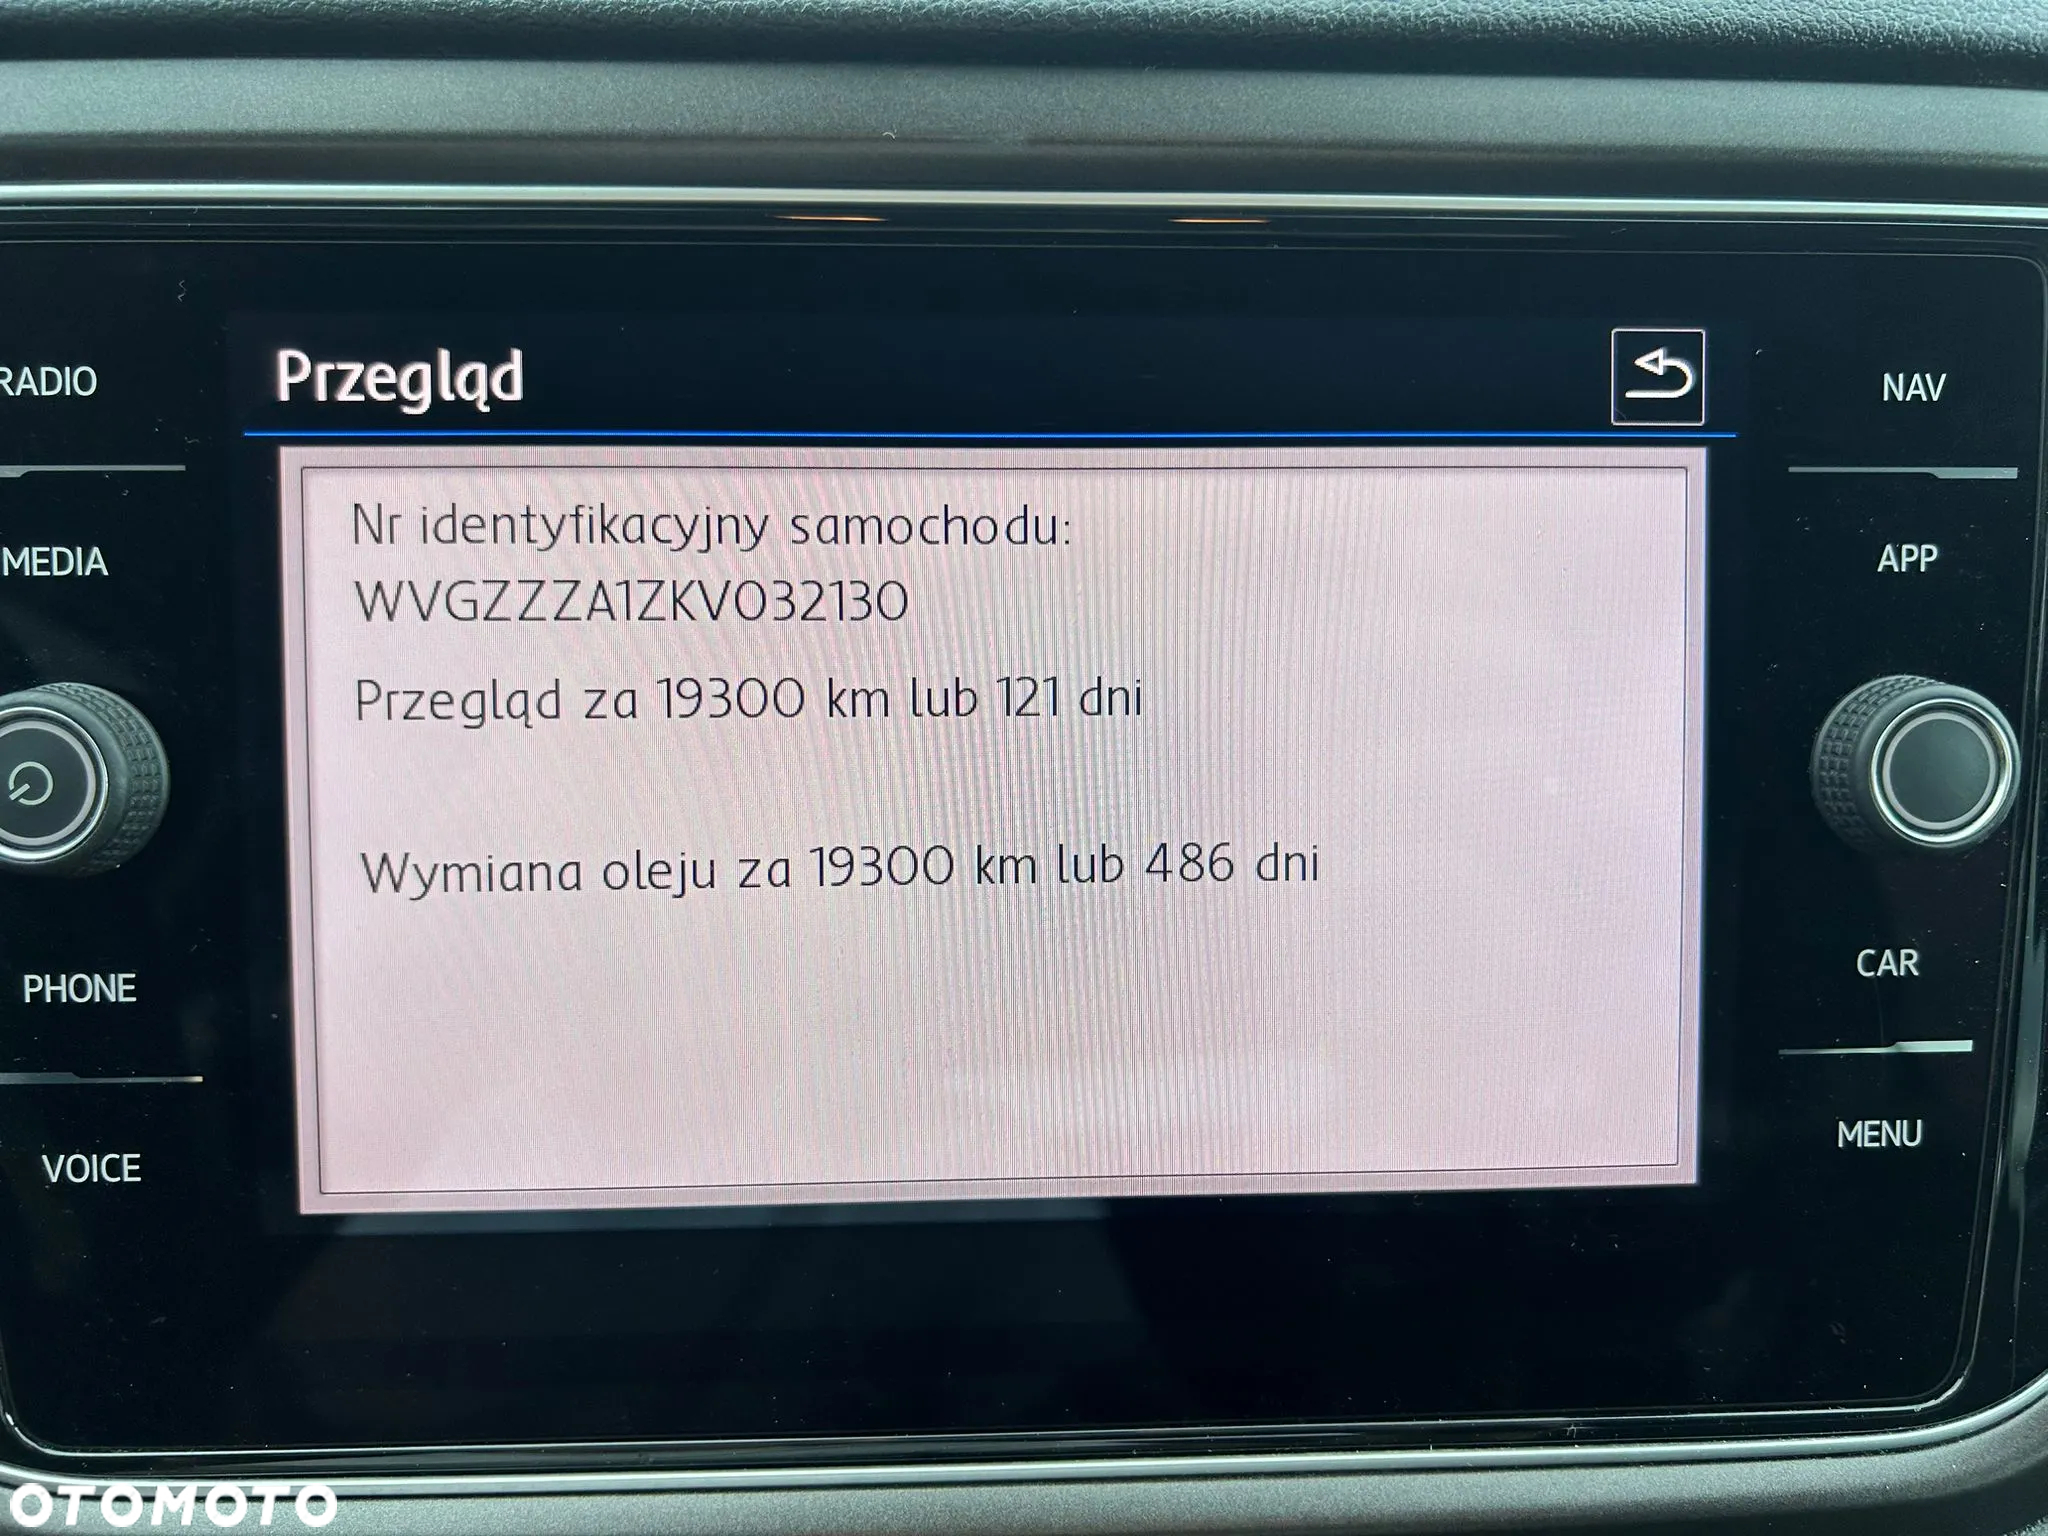 Przegląd
RADIO
NAV
MEDIA
APP
Nr identyfikacyjny samochodu:
WVGZZZA1ZKV032130
Przegląd za 19300 km lub 121 dni
Wymiana oleju za 19300 km lub 486 dni
PHONE
CAR
VOICE
MENU
OTOMOTO